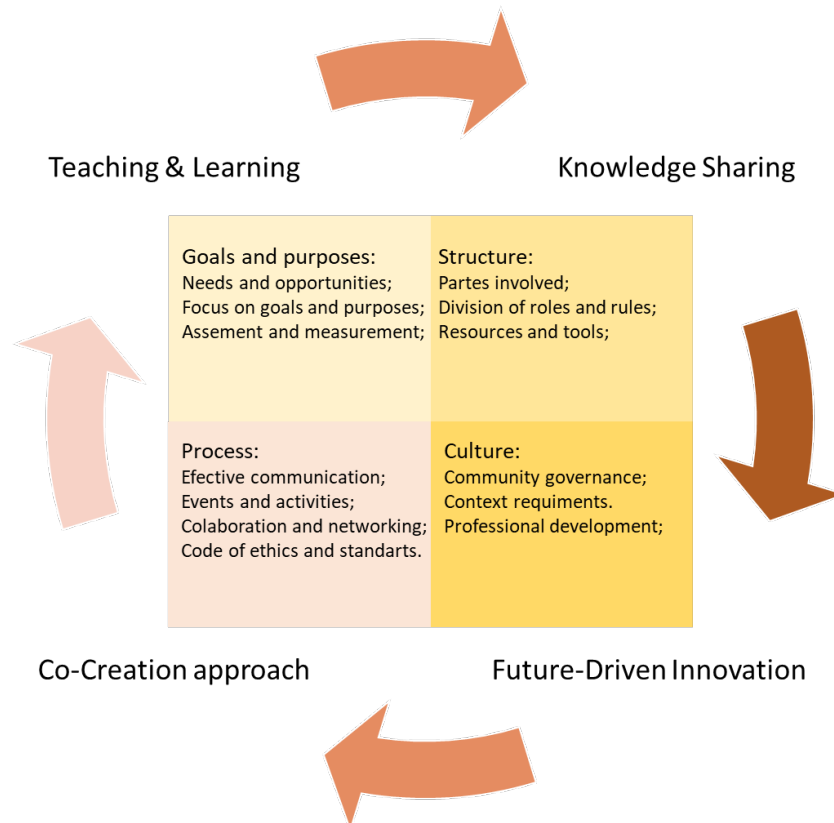 Teaching & Learning
Knowledge Sharing
Goals and purposes:
Needs and opportunities;
Focus on goals and purposes;
Assement and measurement;
Structure:
Partes involved;
Division of roles and rules;
Resources and tools;
Process:
Efective communication;
Events and activities;
Colaboration and networking;
Code of ethics and standarts.
Culture:
Community governance;
Context requiments.
Professional development;
Co-Creation approach
Future-Driven Innovation